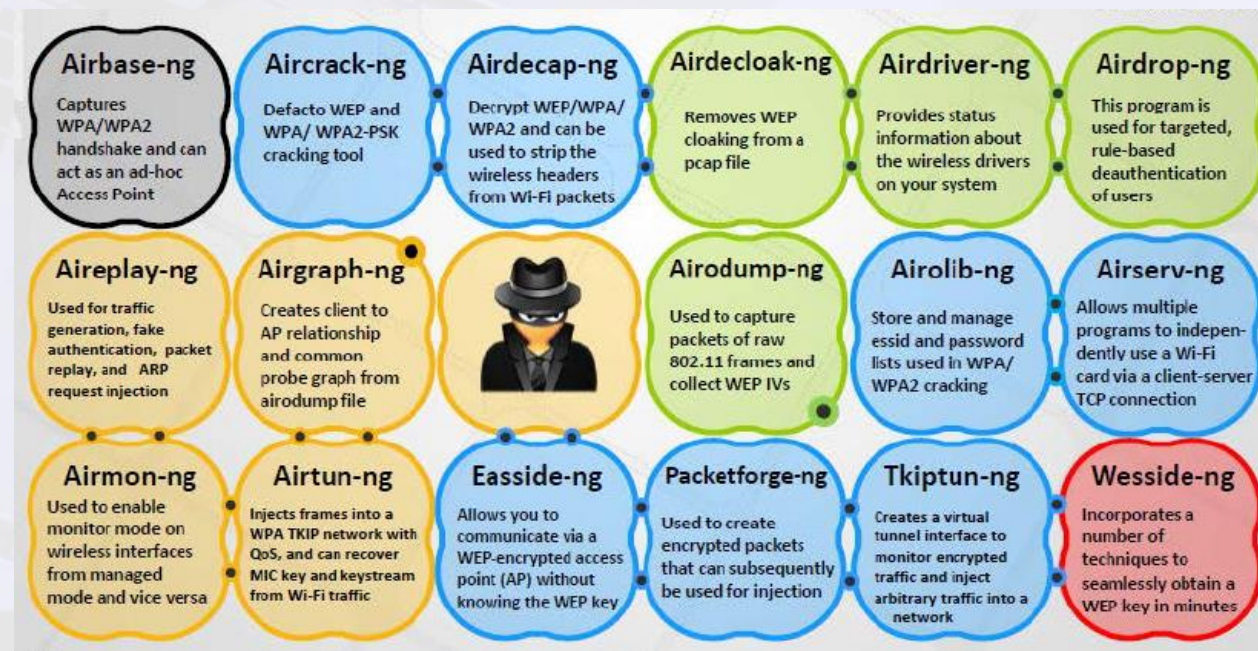 Airbase-ng
Captures
WPA/WPA2
handshake and can
act as an ad-hoc
Access Point
Aircrack-ng
Defacto WEP and
WPA/ WPA2-PSK
cracking tool
Airdecap-ng
Decrypt WEP/WPA/
WPA2 and can be
used to strip the
wireless headers
from Wi-Fi packets
Airdecloak-ng
Removes WEP
cloaking from a
pcap file
Airdriver-ng
Provides status
information about
the wireless drivers
on your system
Airdrop-ng
This program is
used for targeted,
rule-based
deauthentication
of users
Aireplay-ng
Used for traffic
generation, fake
authentication, packet
replay, and ARP
request injection
Airgraph-ng
Creates client to
AP relationship
and common
probe graph from
airodump file
Airodump-ng
Used to capture
packets of raw
802.11 frames and
collect WEP IVs
Airolib-ng
Store and manage
essid and password
lists used in WPA/
WPA2 cracking
Airserv-ng
Allows multiple
programs to indepen-
dently use a Wi-Fi
card via a client-server
TCP connection
Airmon-ng
Used to enable
monitor mode on
wireless interfaces
from managed
mode and vice versa
Airtun-ng
Injects frames into a
WPA TKIP network with
QoS, and can recover
MIC key and keystream
from Wi-Fi traffic
Easside-ng
Allows you to
communicate via a
WEP-encrypted access
point (AP) without
knowing the WEP key
Packetforge-ng
Used to create
encrypted packets
that can subsequently
be used for injection
Tkiptun-ng
Creates a virtual
tunnel interface to
monitor encrypted
traffic and inject
arbitrary traffic into a
network
Wesside-ng
Incorporates a
number of
techniques to
seamlessly obtain a
WEP key in minutes